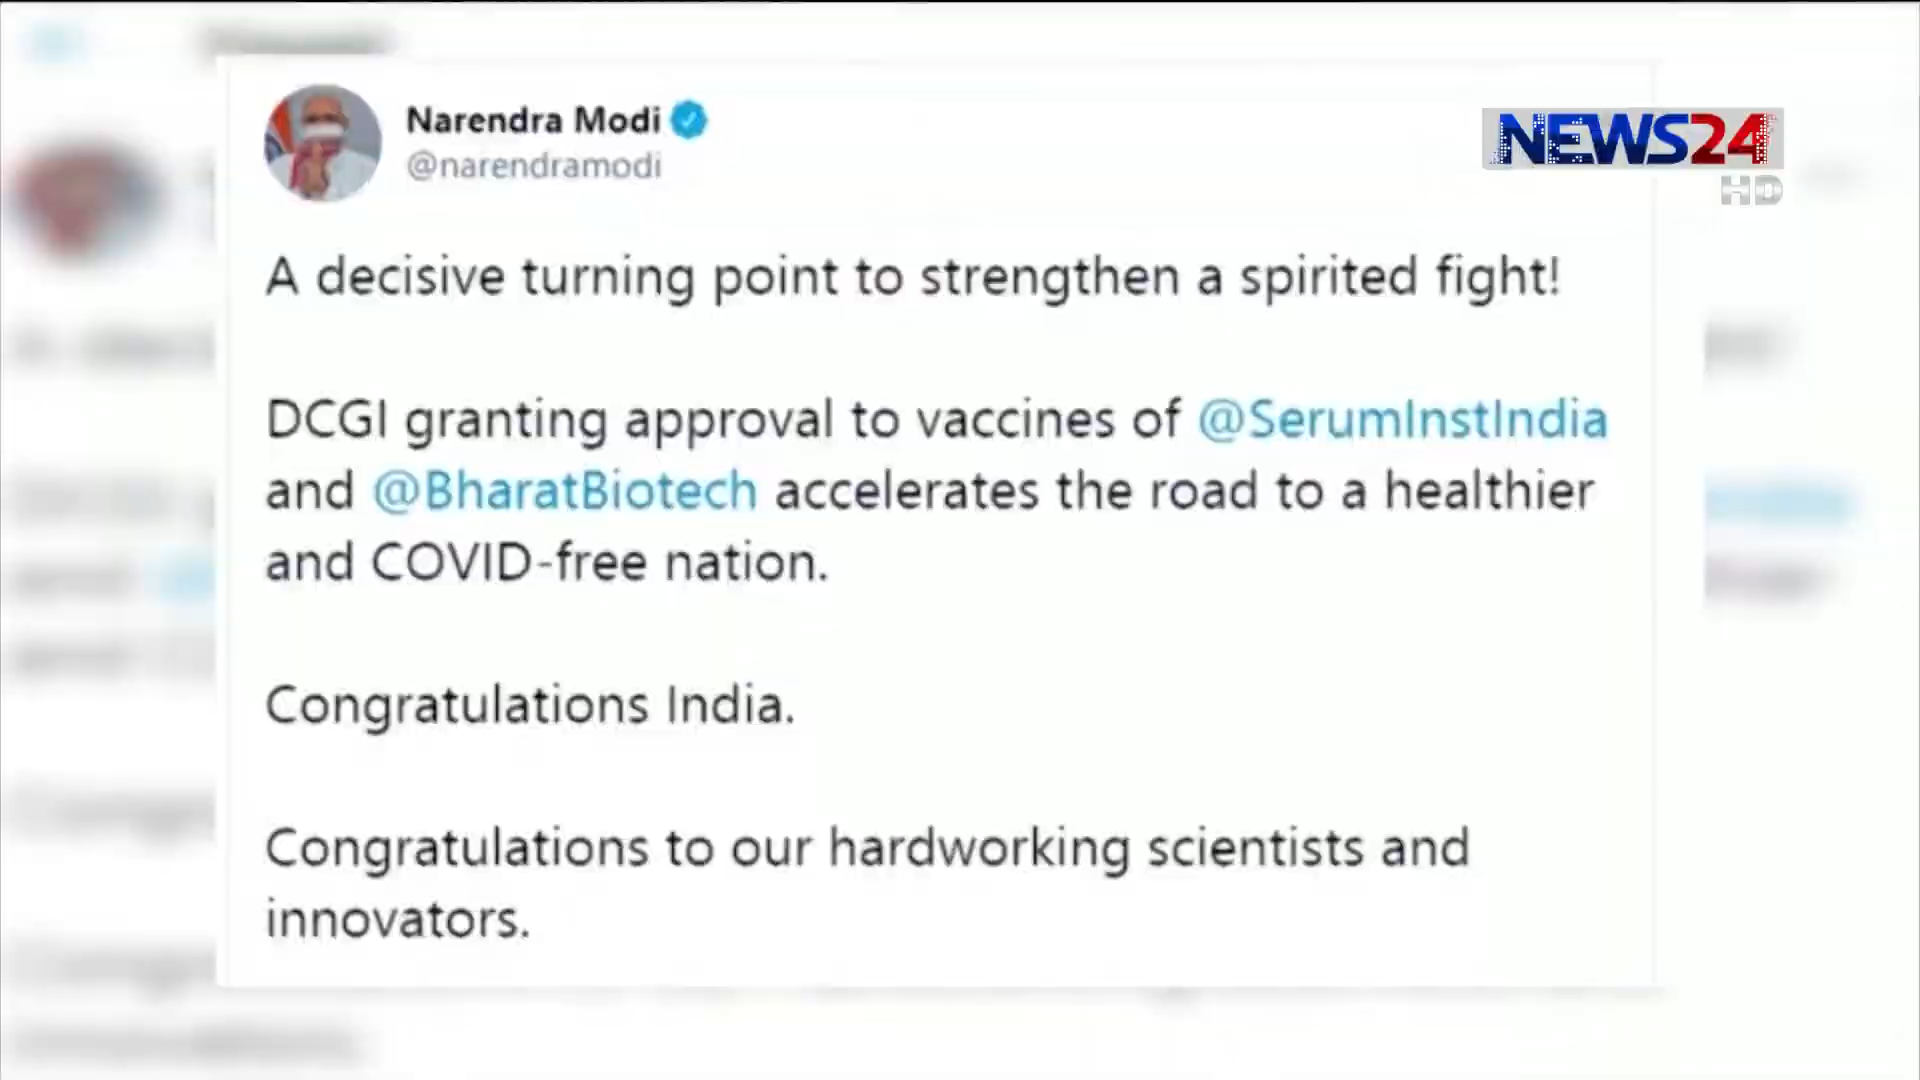 Narendra Modi
@narendramodi
NEWS24
HD
A decisive turning point to strengthen a spirited fight!
DCGI granting approval to vaccines of @SerumInstIndia
and @BharatBiotech accelerates the road to a healthier
and COVID-free nation.
Congratulations India.
Congratulations to our hardworking scientists and
innovators.